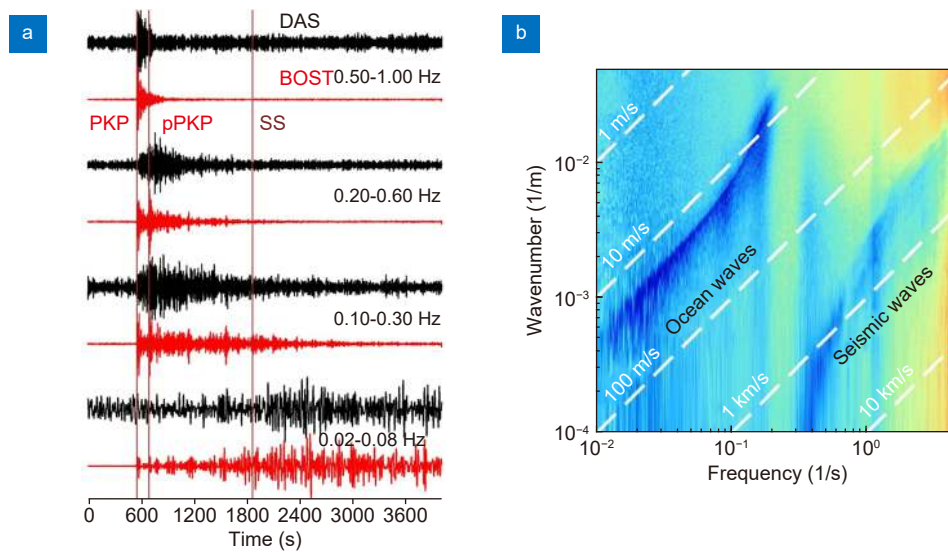 a
DAS
BOST 0.50-1.00 Hz
PKP pPKP SS
0.20-0.60 Hz
0.10-0.30 Hz
0.02-0.08 Hz
0 600 1200 1800 2400 3000 3600
Time (s)
b
Wavenumber (1/m)
10⁻²
10⁻³
10⁻⁴
1 m/s
10 m/s
100 m/s
1 km/s
10 km/s
Ocean waves
Seismic waves
10⁻² 10⁻¹ 10⁰
Frequency (1/s)